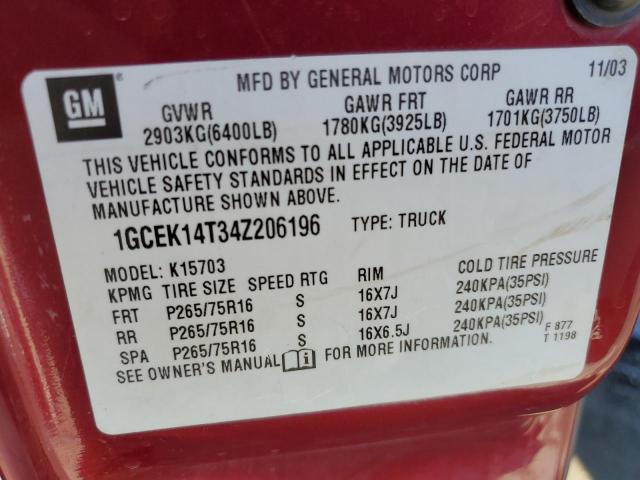 GM ®
MFD BY GENERAL MOTORS CORP 11/03
GVWR GAWR FRT GAWR RR
2903KG(6400LB) 1780KG(3925LB) 1701KG(3750LB)
THIS VEHICLE CONFORMS TO ALL APPLICABLE U.S. FEDERAL MOTOR
VEHICLE SAFETY STANDARDS IN EFFECT ON THE DATE OF
MANUFACTURE SHOWN ABOVE.
1GCEK14T34Z206196 TYPE: TRUCK
MODEL: K15703
KPMG TIRE SIZE SPEED RTG RIM COLD TIRE PRESSURE
FRT P265/75R16 S 16X7J 240KPA(35PSI)
RR P265/75R16 S 16X7J 240KPA(35PSI)
SPA P265/75R16 S 16X6.5J 240KPA(35PSI)
SEE OWNER'S MANUAL i FOR MORE INFORMATION.
F 877
T 1198